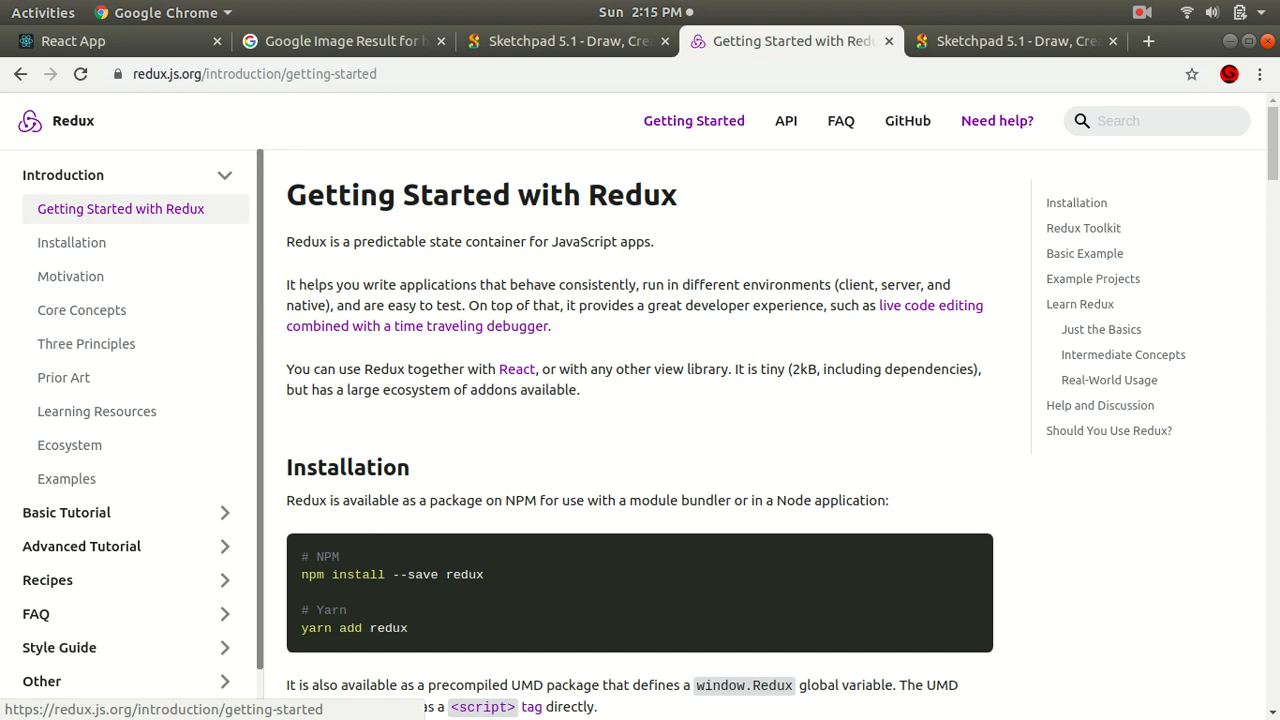 Activities Google Chrome Sun 2:15 PM
React App
Google Image Result for h
Sketchpad 5.1 - Draw, Cre
Getting Started with Redu
Sketchpad 5.1 - Draw, Cre
redux.js.org/introduction/getting-started
Redux
Getting Started API FAQ GitHub Need help? Search
Introduction
Getting Started with Redux
Installation
Motivation
Core Concepts
Three Principles
Prior Art
Learning Resources
Ecosystem
Examples
Basic Tutorial
Advanced Tutorial
Recipes
FAQ
Style Guide
Other
Getting Started with Redux
Redux is a predictable state container for JavaScript apps.
It helps you write applications that behave consistently, run in different environments (client, server, and
native), and are easy to test. On top of that, it provides a great developer experience, such as live code editing
combined with a time traveling debugger.
You can use Redux together with React, or with any other view library. It is tiny (2kB, including dependencies),
but has a large ecosystem of addons available.
Installation
Redux is available as a package on NPM for use with a module bundler or in a Node application:
# NPM
npm install --save redux
# Yarn
yarn add redux
It is also available as a precompiled UMD package that defines a window.Redux global variable. The UMD
as a <script> tag directly.
Installation
Redux Toolkit
Basic Example
Example Projects
Learn Redux
Just the Basics
Intermediate Concepts
Real-World Usage
Help and Discussion
Should You Use Redux?
https://redux.js.org/introduction/getting-started